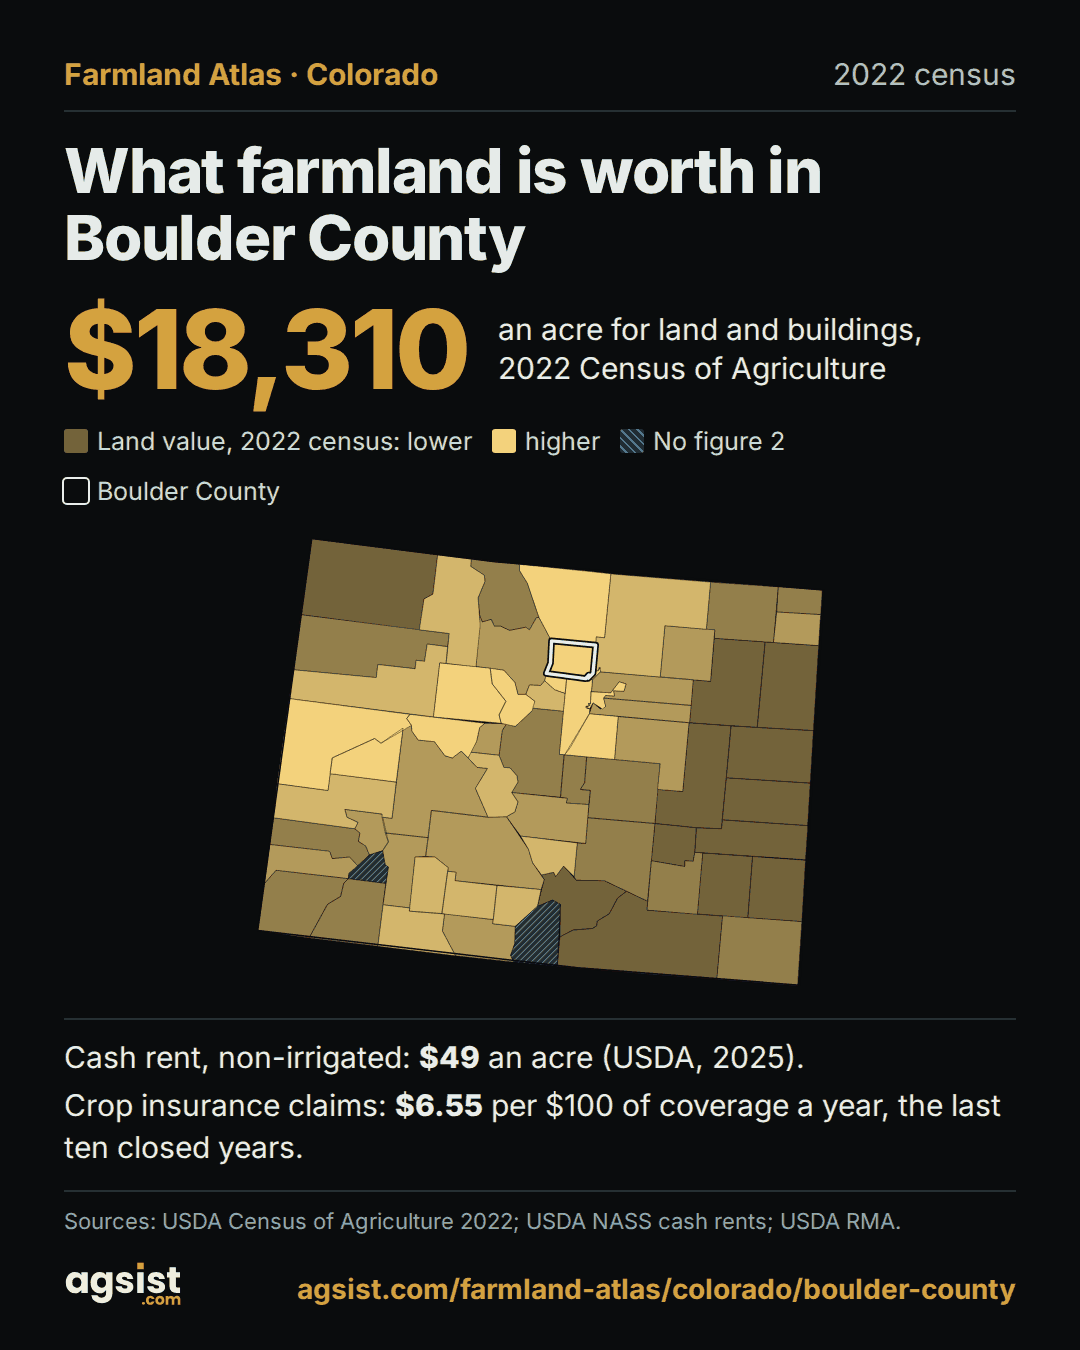 Farmland Atlas · Colorado
2022 census
What farmland is worth in
Boulder County
$18,310
an acre for land and buildings,
2022 Census of Agriculture
Land value, 2022 census: lower
higher
No figure 2
Boulder County
Cash rent, non-irrigated: $49 an acre (USDA, 2025).
Crop insurance claims: $6.55 per $100 of coverage a year, the last
ten closed years.
Sources: USDA Census of Agriculture 2022; USDA NASS cash rents; USDA RMA.
agsist
.com
agsist.com/farmland-atlas/colorado/boulder-county